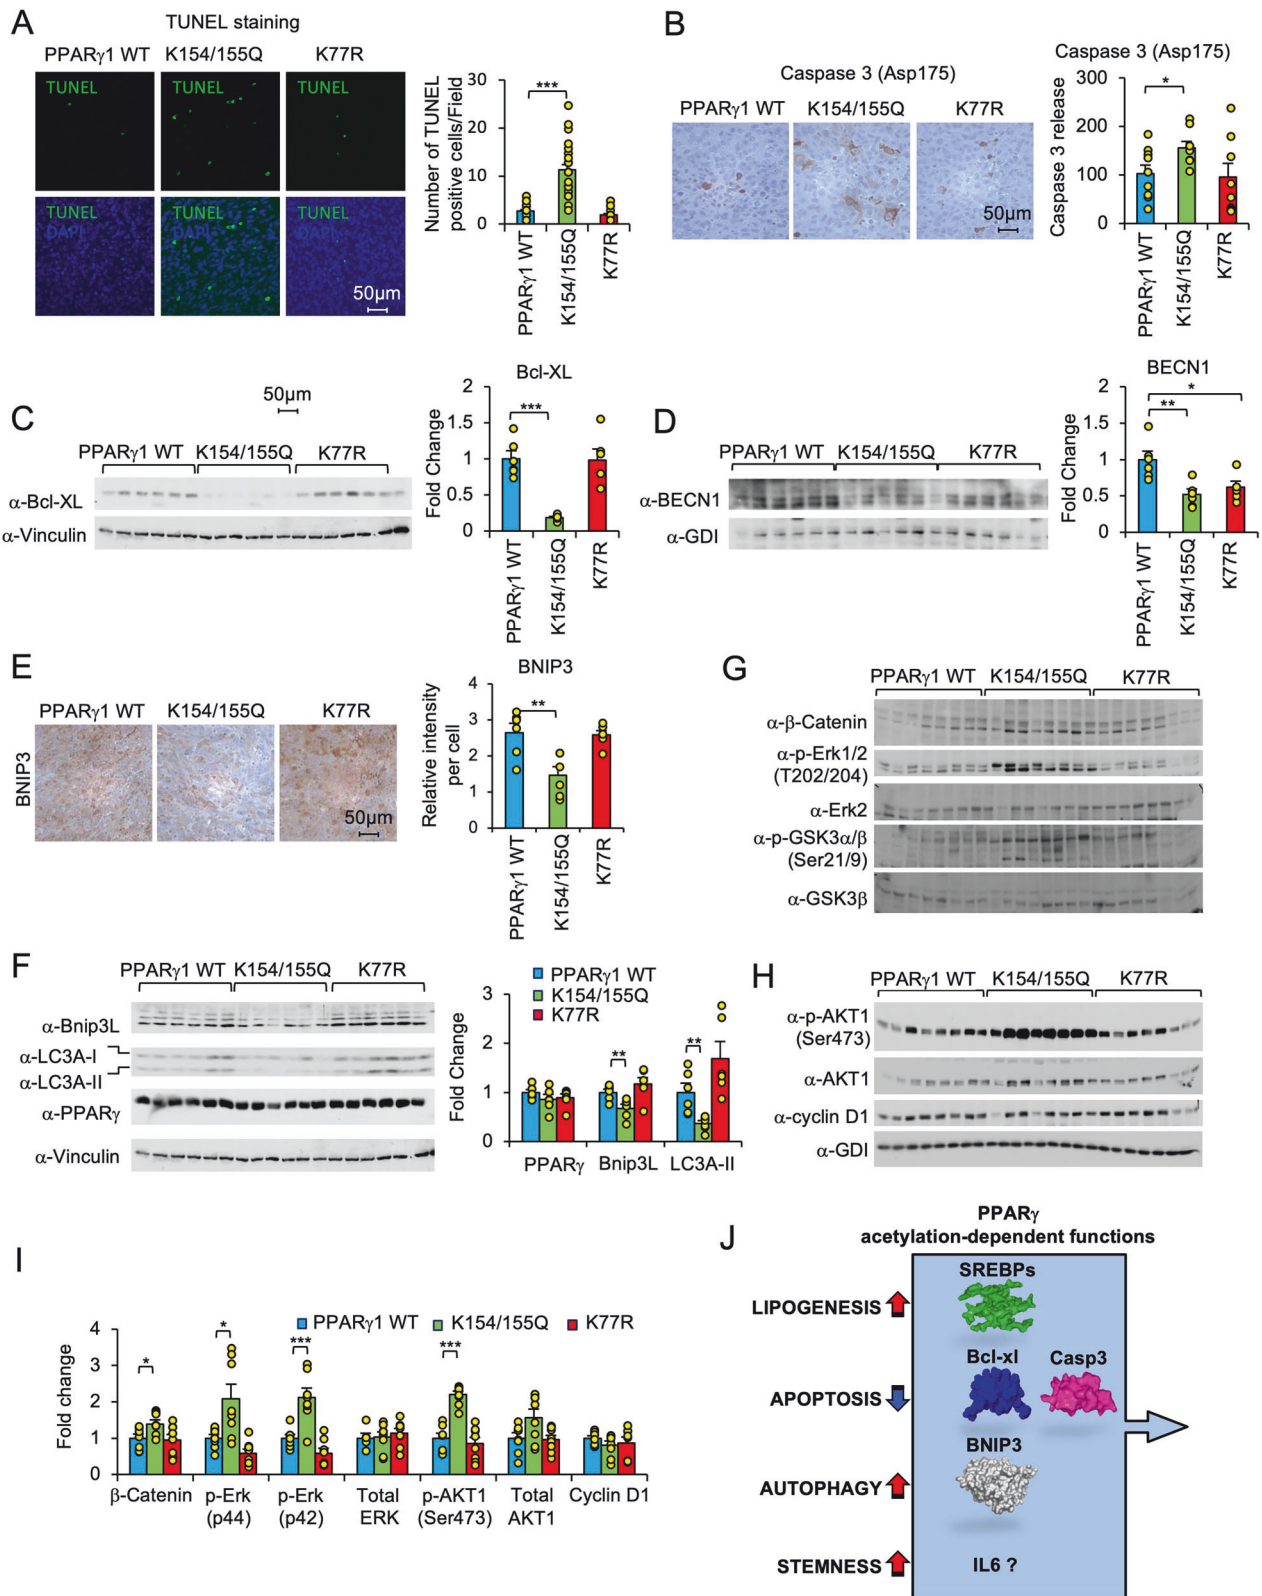 A
TUNEL staining
PPARγ1 WT K154/155Q K77R
TUNEL TUNEL TUNEL
TUNEL TUNEL TUNEL
DAPI DAPI DAPI
50µm
Number of TUNEL
positive cells/Field
30
20
10
0
***
PPARγ1 WT
K154/155Q
K77R
B
Caspase 3 (Asp175)
PPARγ1 WT K154/155Q K77R
50µm
Caspase 3 (Asp175)
Caspase 3 release
300
200
100
0
*
PPARγ1 WT
K154/155Q
K77R
C
50µm
PPARγ1 WT K154/155Q K77R
α-Bcl-XL
α-Vinculin
Bcl-XL
Fold Change
2
1.5
1
0.5
0
***
PPARγ1 WT
K154/155Q
K77R
D
PPARγ1 WT K154/155Q K77R
α-BECN1
α-GDI
BECN1
Fold Change
2
1.5
1
0.5
0
*
**
PPARγ1 WT
K154/155Q
K77R
E
PPARγ1 WT K154/155Q K77R
BNIP3
50µm
BNIP3
Relative intensity
per cell
4
3
2
1
0
**
PPARγ1 WT
K154/155Q
K77R
F
PPARγ1 WT K154/155Q K77R
α-Bnip3L
α-LC3A-I
α-LC3A-II
α-PPARγ
α-Vinculin
PPARγ1 WT
K154/155Q
K77R
Fold Change
3
2
1
0
** **
PPARγ Bnip3L LC3A-II
G
PPARγ1 WT K154/155Q K77R
α-β-Catenin
α-p-Erk1/2
(T202/204)
α-Erk2
α-p-GSK3α/β
(Ser21/9)
α-GSK3β
H
PPARγ1 WT K154/155Q K77R
α-p-AKT1
(Ser473)
α-AKT1
α-cyclin D1
α-GDI
I
PPARγ1 WT K154/155Q K77R
Fold change
4
3
2
1
0
* * *** ***
β-Catenin p-Erk p-Erk Total p-AKT1 Total Cyclin D1
(p44) (p42) ERK (Ser473) AKT1
J
PPARγ
acetylation-dependent functions
SREBPs
LIPOGENESIS
Bcl-xl Casp3
APOPTOSIS
BNIP3
AUTOPHAGY
STEMNESS IL6 ?